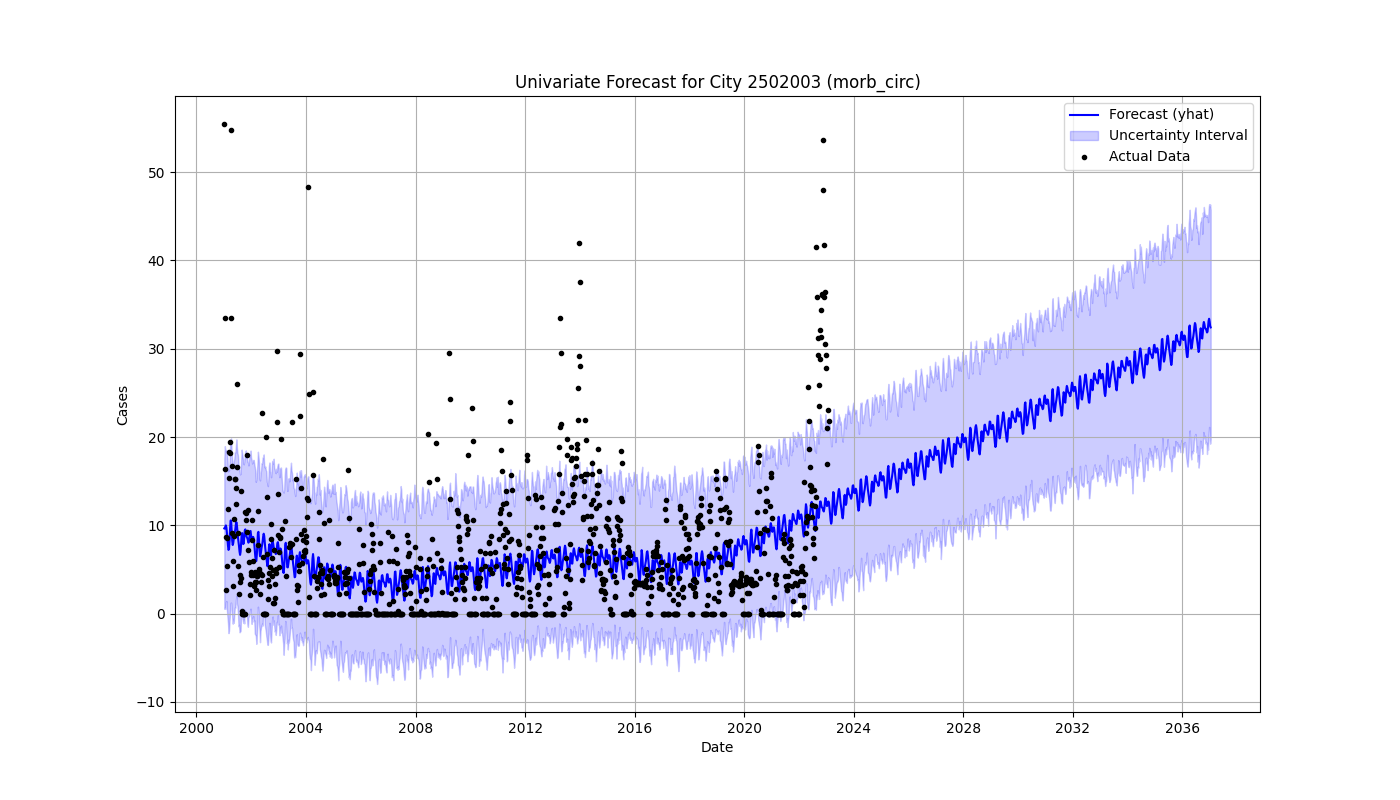 Univariate Forecast for City 2502003 (morb_circ)
Forecast (yhat)
Uncertainty Interval
Actual Data
Cases
50
40
30
20
10
0
−10
2000 2004 2008 2012 2016 2020 2024 2028 2032 2036
Date